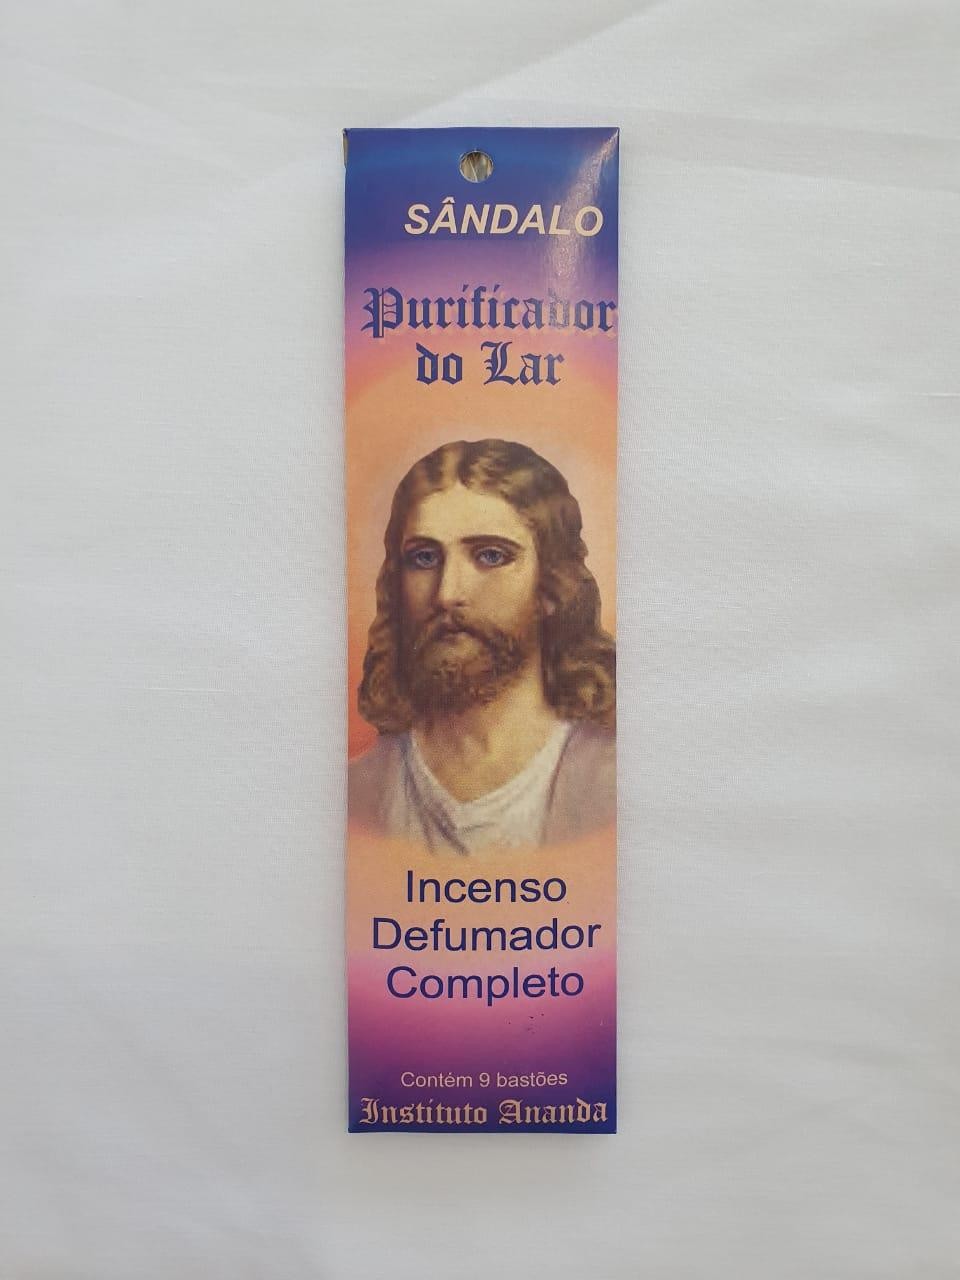 SÂNDALO
Purificador
do Lar
Incenso
Defumador
Completo
Contém 9 bastões
Instituto Ananda